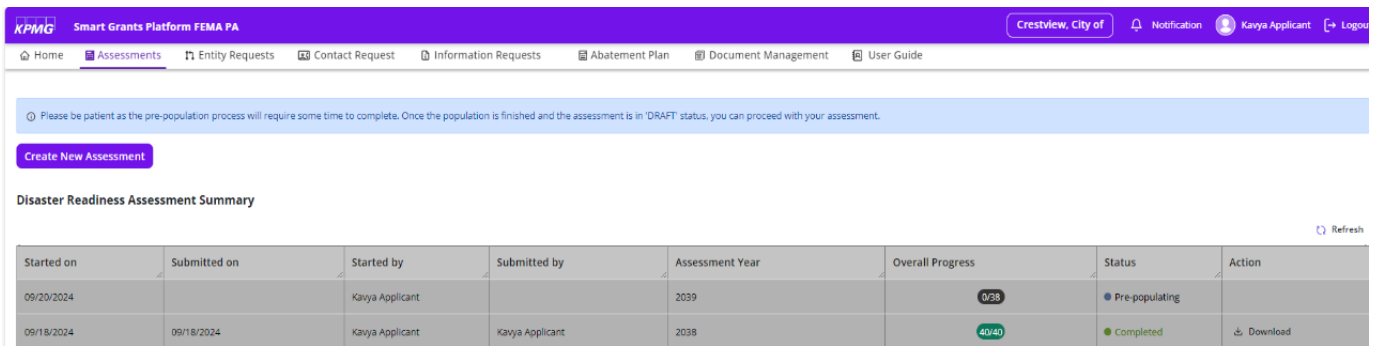 KPMG Smart Grants Platform FEMA PA Crestview, City of Notification Kavya Applicant Logou
Home Assessments Entity Requests Contact Request Information Requests Abatement Plan Document Management User Guide
Please be patient as the pre-population process will require some time to complete. Once the population is finished and the assessment is in 'DRAFT' status, you can proceed with your assessment.
Create New Assessment
Disaster Readiness Assessment Summary
Refresh
Started on Submitted on Started by Submitted by Assessment Year Overall Progress Status Action
09/20/2024 Kavya Applicant 2039 0/38 Pre-populating
09/18/2024 09/18/2024 Kavya Applicant Kavya Applicant 2038 40/40 Completed Download